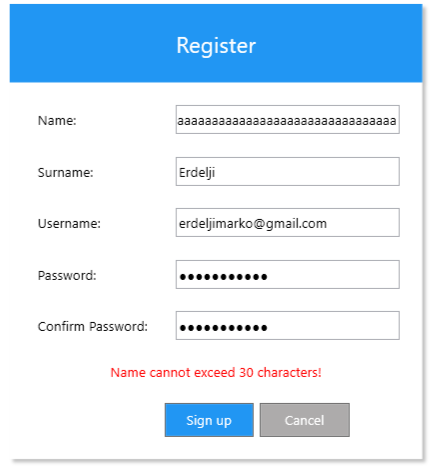 Register
Name: aaaaaaaaaaaaaaaaaaaaaaaaaaaaaaaa
Surname: Erdelji
Username: erdeljimarko@gmail.com
Password: ●●●●●●●●●●●
Confirm Password: ●●●●●●●●●●●
Name cannot exceed 30 characters!
Sign up Cancel